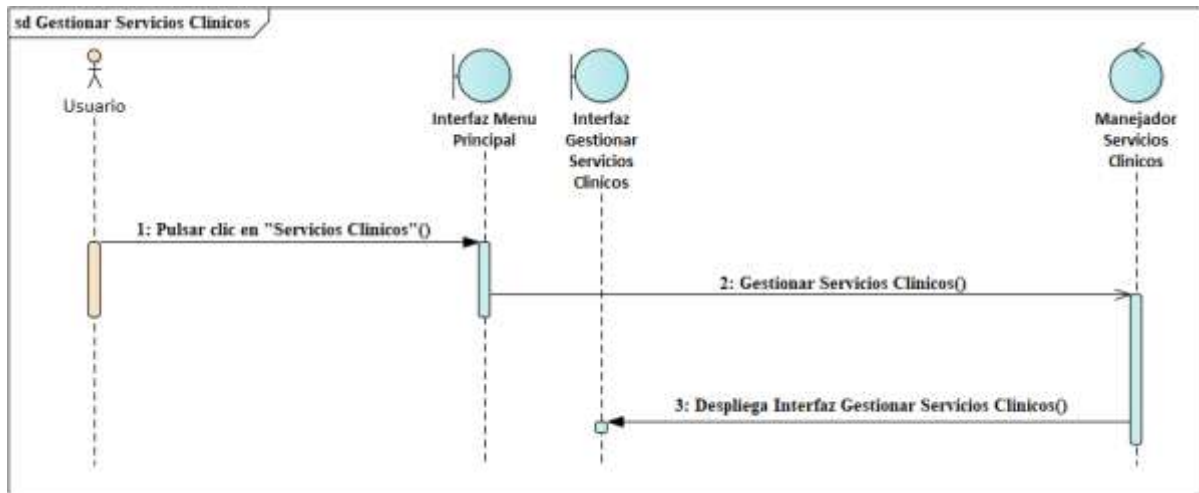 sd Gestionar Servicios Clinicos
Usuario
Interfaz Menu
Principal
Interfaz
Gestionar
Servicios
Clinicos
Manejador
Servicios
Clinicos
1: Pulsar clic en "Servicios Clinicos"()
2: Gestionar Servicios Clinicos()
3: Despliega Interfaz Gestionar Servicios Clinicos()